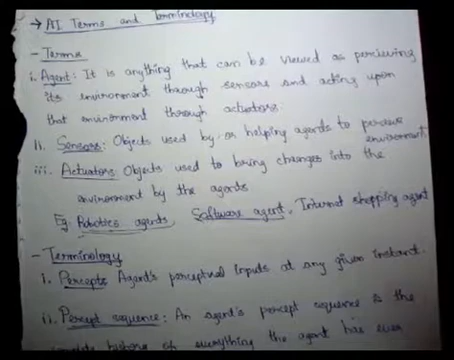 → AI Terms and Terminology
- Terms
i. Agent: It is anything that can be viewed as percieving
its environment through sensors and acting upon
that environment through actuators.
ii. Sensors: Objects used by or helping agents to percieve
environment.
iii. Actuators: Objects used to bring changes into the
environment by the agents
Eg: Robotics agents, Software agent, Internet shopping agent
- Terminology
i. Percepts Agent's perceptual inputs at any given instant.
ii. Percept sequence: An agent's percept sequence is the
complete history of everything the agent has ever